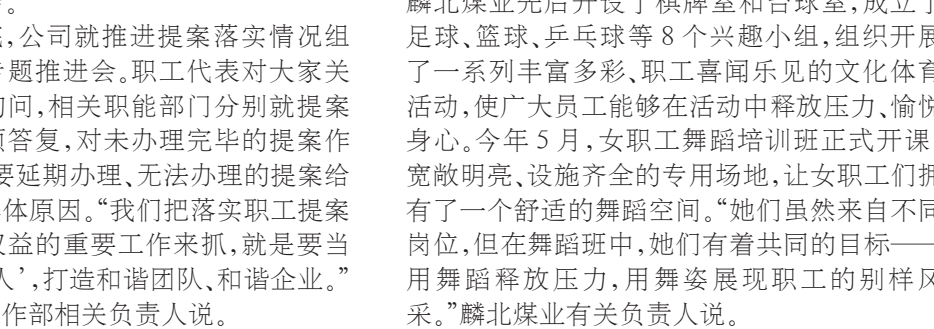 ,公司就推进提案落实情况组
专题推进会。职工代表对大家关
询问,相关职能部门分别就提案
项答复,对未办理完毕的提案作
要延期办理、无法办理的提案给
体原因。“我们把落实职工提案
权益的重要工作来抓,就是要当
人’,打造和谐团队、和谐企业。”
作部相关负责人说。
麟北煤业先后开设了棋牌室和台球室,成立了
足球、篮球、乒乓球等 8 个兴趣小组,组织开展
了一系列丰富多彩、职工喜闻乐见的文化体育
活动,使广大员工能够在活动中释放压力、愉悦
身心。今年 5 月,女职工舞蹈培训班正式开课
宽敞明亮、设施齐全的专用场地,让女职工们拥
有了一个舒适的舞蹈空间。“她们虽然来自不同
岗位,但在舞蹈班中,她们有着共同的目标——
用舞蹈释放压力,用舞姿展现职工的别样风
采。”麟北煤业有关负责人说。